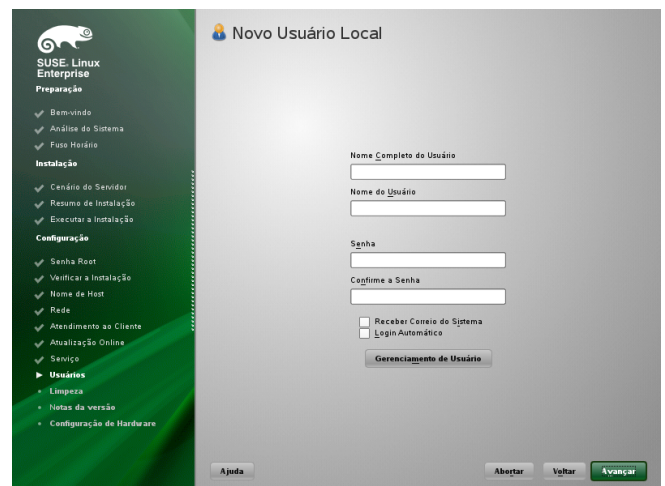 SUSE. Linux
Enterprise
Preparação
Bem-vindo
Análise do Sistema
Fuso Horário
Instalação
Cenário do Servidor
Resumo de Instalação
Executar a Instalação
Configuração
Senha Root
Verificar a Instalação
Nome de Host
Rede
Atendimento ao Cliente
Atualização Online
Serviço
Usuários
Limpeza
Notas da versão
Configuração de Hardware
Novo Usuário Local
Nome Completo do Usuário
Nome do Usuário
Senha
Confirme a Senha
Receber Correio do Sistema
Login Automático
Gerenciamento de Usuário
Ajuda
Abortar
Voltar
Avançar